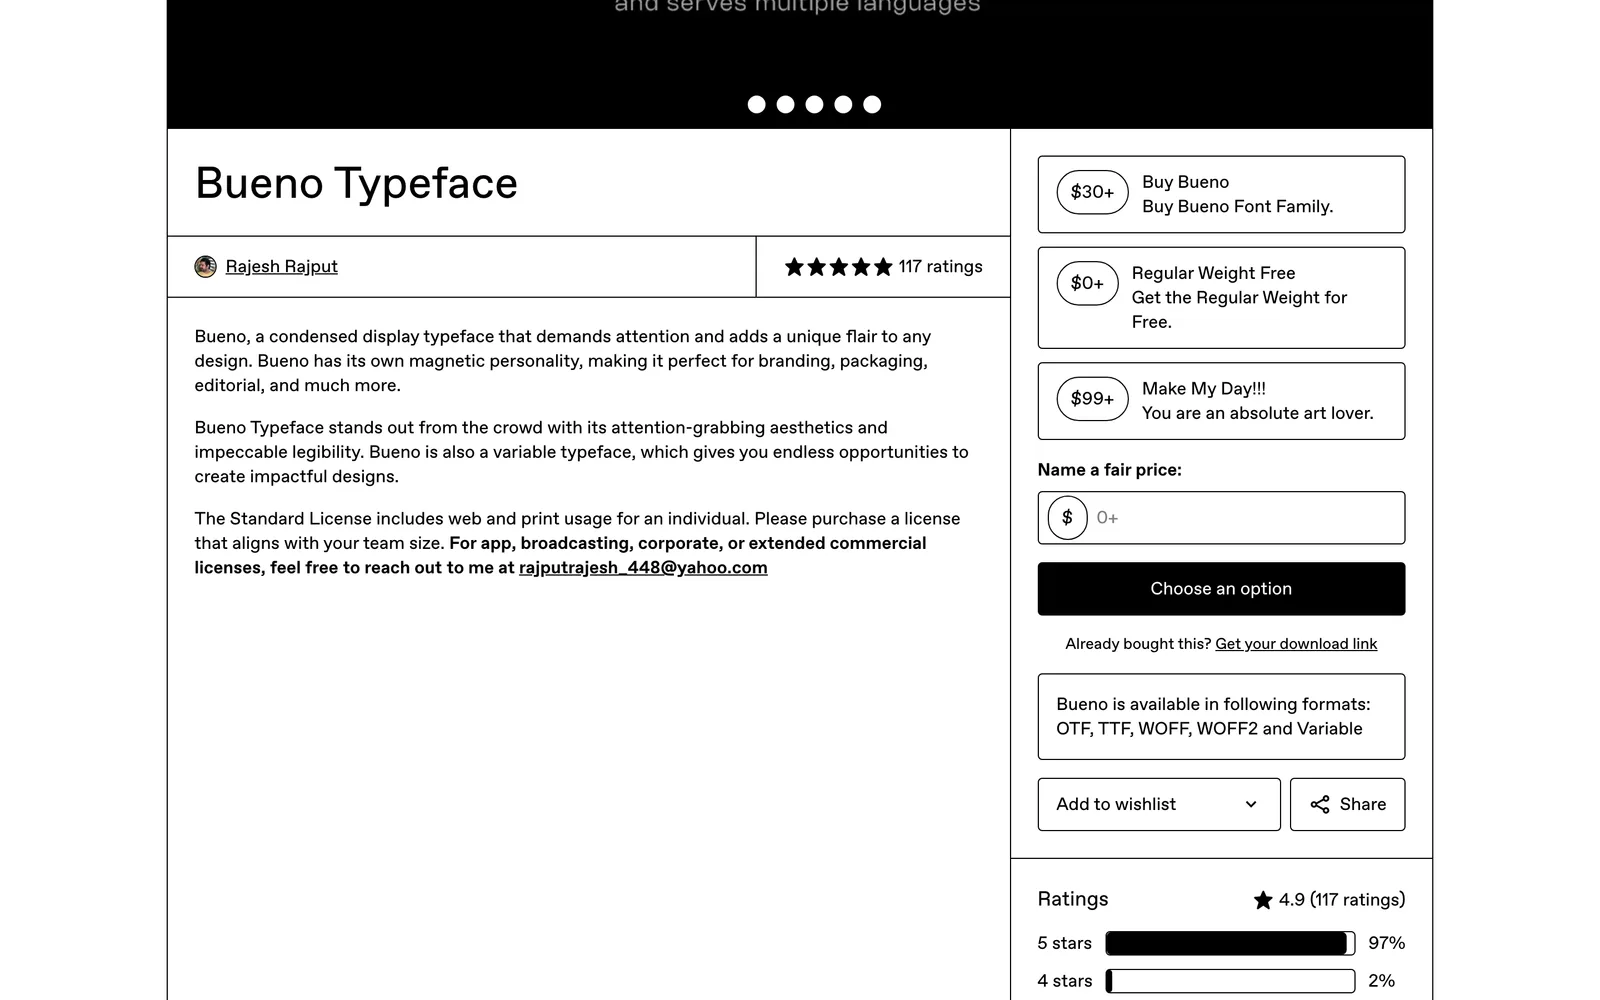 and serves multiple languages
Bueno Typeface
Rajesh Rajput
117 ratings
Bueno, a condensed display typeface that demands attention and adds a unique flair to any
design. Bueno has its own magnetic personality, making it perfect for branding, packaging,
editorial, and much more.
Bueno Typeface stands out from the crowd with its attention-grabbing aesthetics and
impeccable legibility. Bueno is also a variable typeface, which gives you endless opportunities to
create impactful designs.
The Standard License includes web and print usage for an individual. Please purchase a license
that aligns with your team size. For app, broadcasting, corporate, or extended commercial
licenses, feel free to reach out to me at rajputrajesh_448@yahoo.com
$30+
Buy Bueno
Buy Bueno Font Family.
$0+
Regular Weight Free
Get the Regular Weight for
Free.
$99+
Make My Day!!!
You are an absolute art lover.
Name a fair price:
$ 0+
Choose an option
Already bought this? Get your download link
Bueno is available in following formats:
OTF, TTF, WOFF, WOFF2 and Variable
Add to wishlist
Share
Ratings
4.9 (117 ratings)
5 stars 97%
4 stars 2%